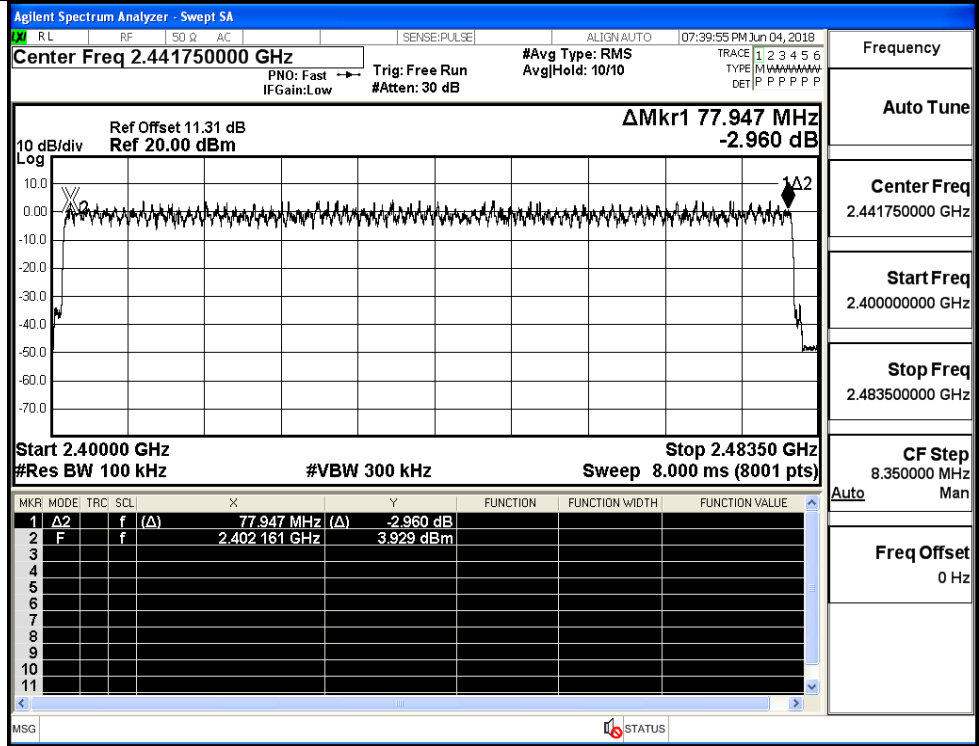 Agilent Spectrum Analyzer - Swept SA
LXI RL RF 50 Ω AC SENSE:PULSE ALIGN AUTO 07:39:55 PM Jun 04, 2018
Center Freq 2.441750000 GHz
PNO: Fast
IFGain:Low
Trig: Free Run
#Atten: 30 dB
#Avg Type: RMS
Avg|Hold: 10/10
TRACE 1 2 3 4 5 6
TYPE M WWWWW
DET P P P P P P
ΔMkr1 77.947 MHz
-2.960 dB
Ref Offset 11.31 dB
10 dB/div Ref 20.00 dBm
Log
10.0
0.00
-10.0
-20.0
-30.0
-40.0
-50.0
-60.0
-70.0
2
1Δ2
Start 2.40000 GHz Stop 2.48350 GHz
#Res BW 100 kHz #VBW 300 kHz Sweep 8.000 ms (8001 pts)
MKR MODE TRC SCL X Y FUNCTION FUNCTION WIDTH FUNCTION VALUE
1 Δ2 f (Δ) 77.947 MHz (Δ) -2.960 dB
2 F f 2.402 161 GHz 3.929 dBm
3
4
5
6
7
8
9
10
11
MSG STATUS
Frequency
Auto Tune
Center Freq
2.441750000 GHz
Start Freq
2.400000000 GHz
Stop Freq
2.483500000 GHz
CF Step
8.350000 MHz
Auto Man
Freq Offset
0 Hz